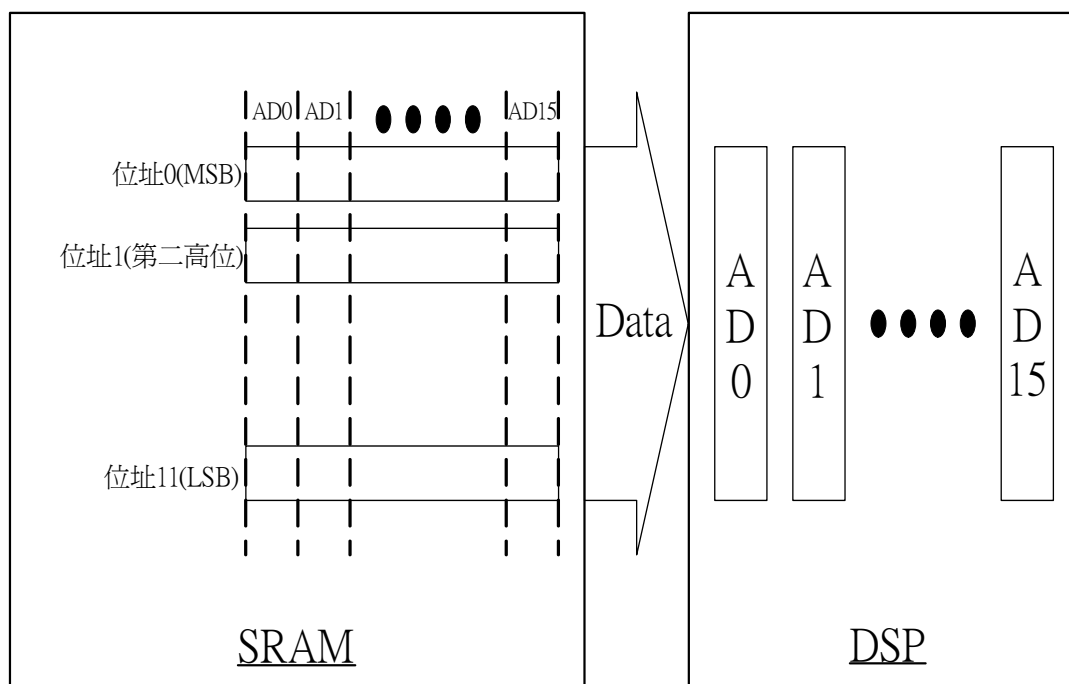 AD0 AD1 AD15
位址0(MSB)
位址1(第二高位)
位址11(LSB)
SRAM
Data
A
D
0
A
D
1
A
D
15
DSP